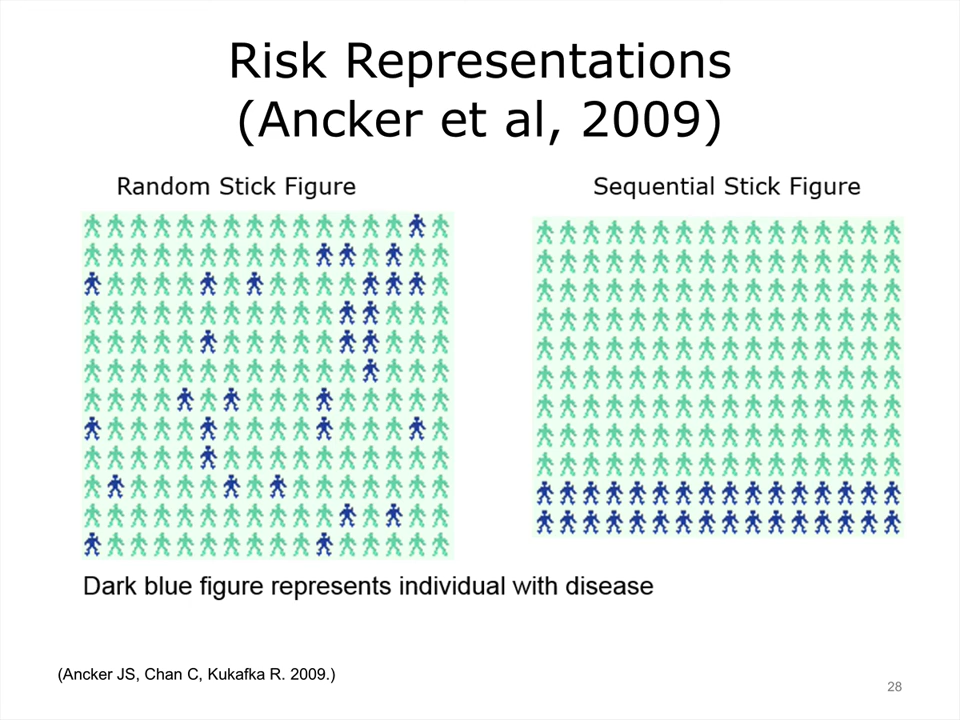 Risk Representations
(Ancker et al, 2009)
Random Stick Figure
Sequential Stick Figure
Dark blue figure represents individual with disease
(Ancker JS, Chan C, Kukafka R. 2009.)
28